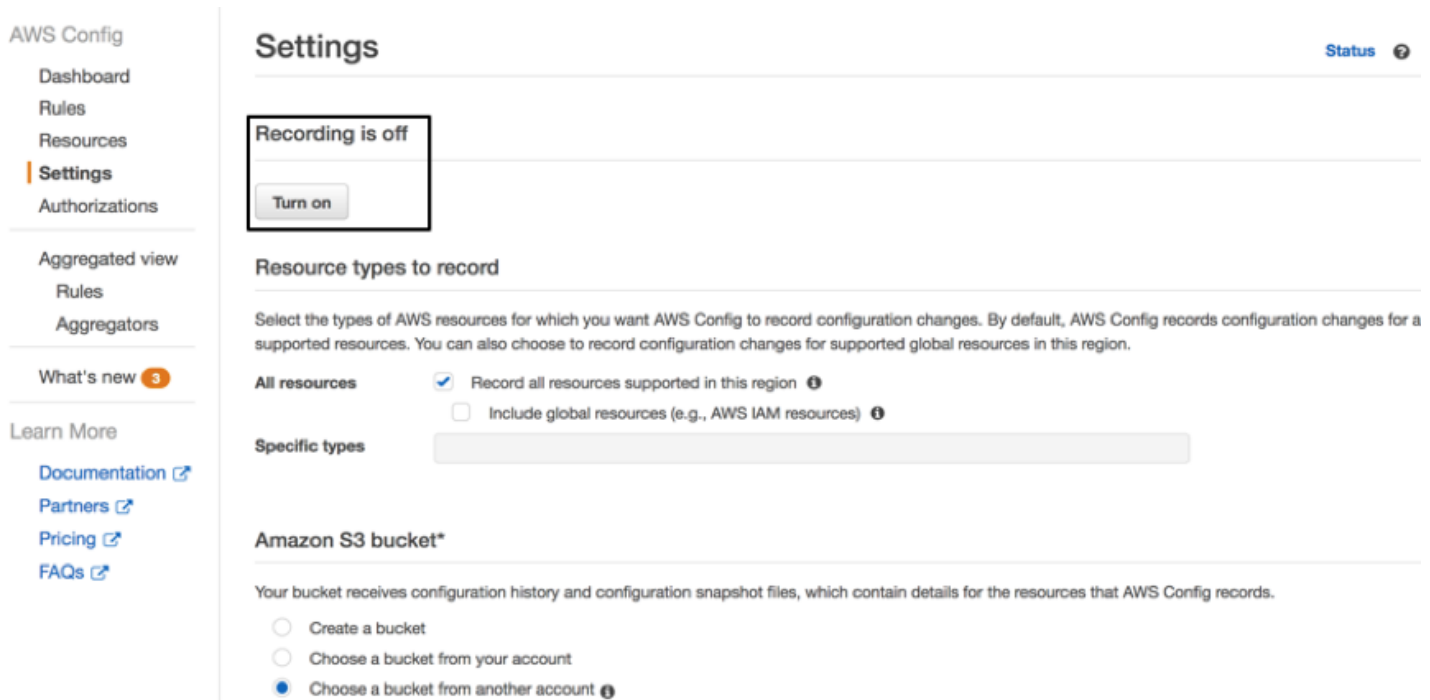 AWS Config
Dashboard
Rules
Resources
Settings
Authorizations
Aggregated view
Rules
Aggregators
What's new 3
Learn More
Documentation
Partners
Pricing
FAQs
Settings
Status
Recording is off
Turn on
Resource types to record
Select the types of AWS resources for which you want AWS Config to record configuration changes. By default, AWS Config records configuration changes for a
supported resources. You can also choose to record configuration changes for supported global resources in this region.
All resources
Record all resources supported in this region
Include global resources (e.g., AWS IAM resources)
Specific types
Amazon S3 bucket*
Your bucket receives configuration history and configuration snapshot files, which contain details for the resources that AWS Config records.
Create a bucket
Choose a bucket from your account
Choose a bucket from another account